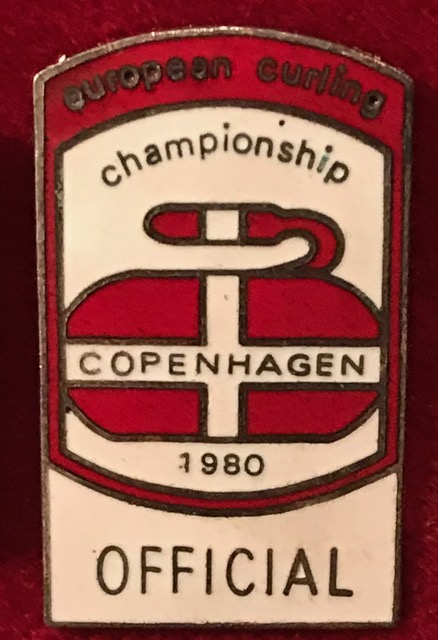 european curling
championship
COPENHAGEN
1980
OFFICIAL